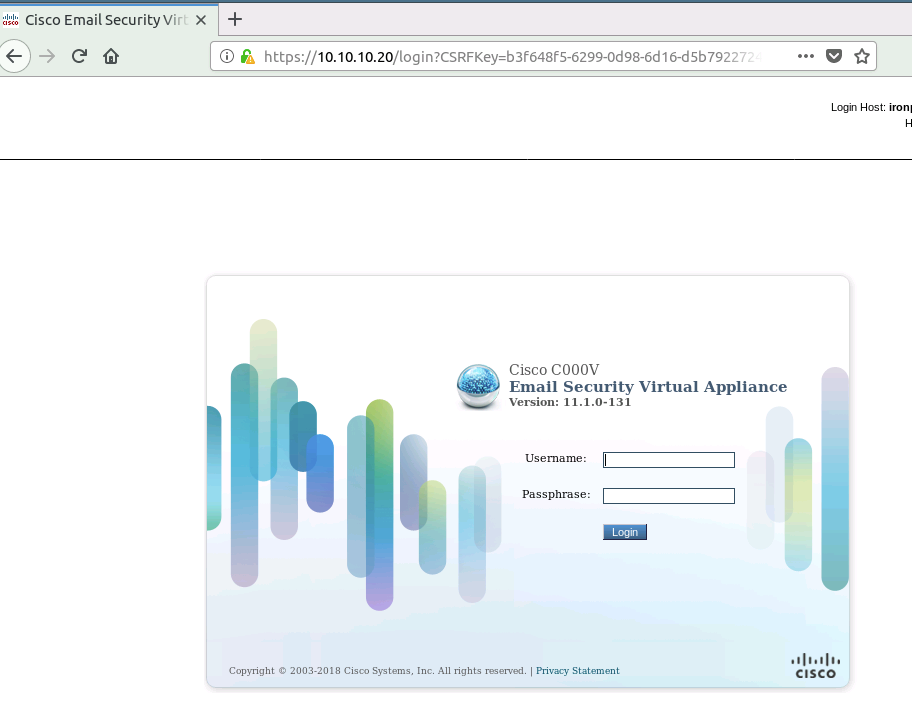 Cisco Email Security Virt
https://10.10.10.20/login?CSRFKey=b3f648f5-6299-0d98-6d16-d5b7922724
Login Host: iron
H
Cisco C000V
Email Security Virtual Appliance
Version: 11.1.0-131
Username:
Passphrase:
Login
Copyright © 2003-2018 Cisco Systems, Inc. All rights reserved. | Privacy Statement
CISCO